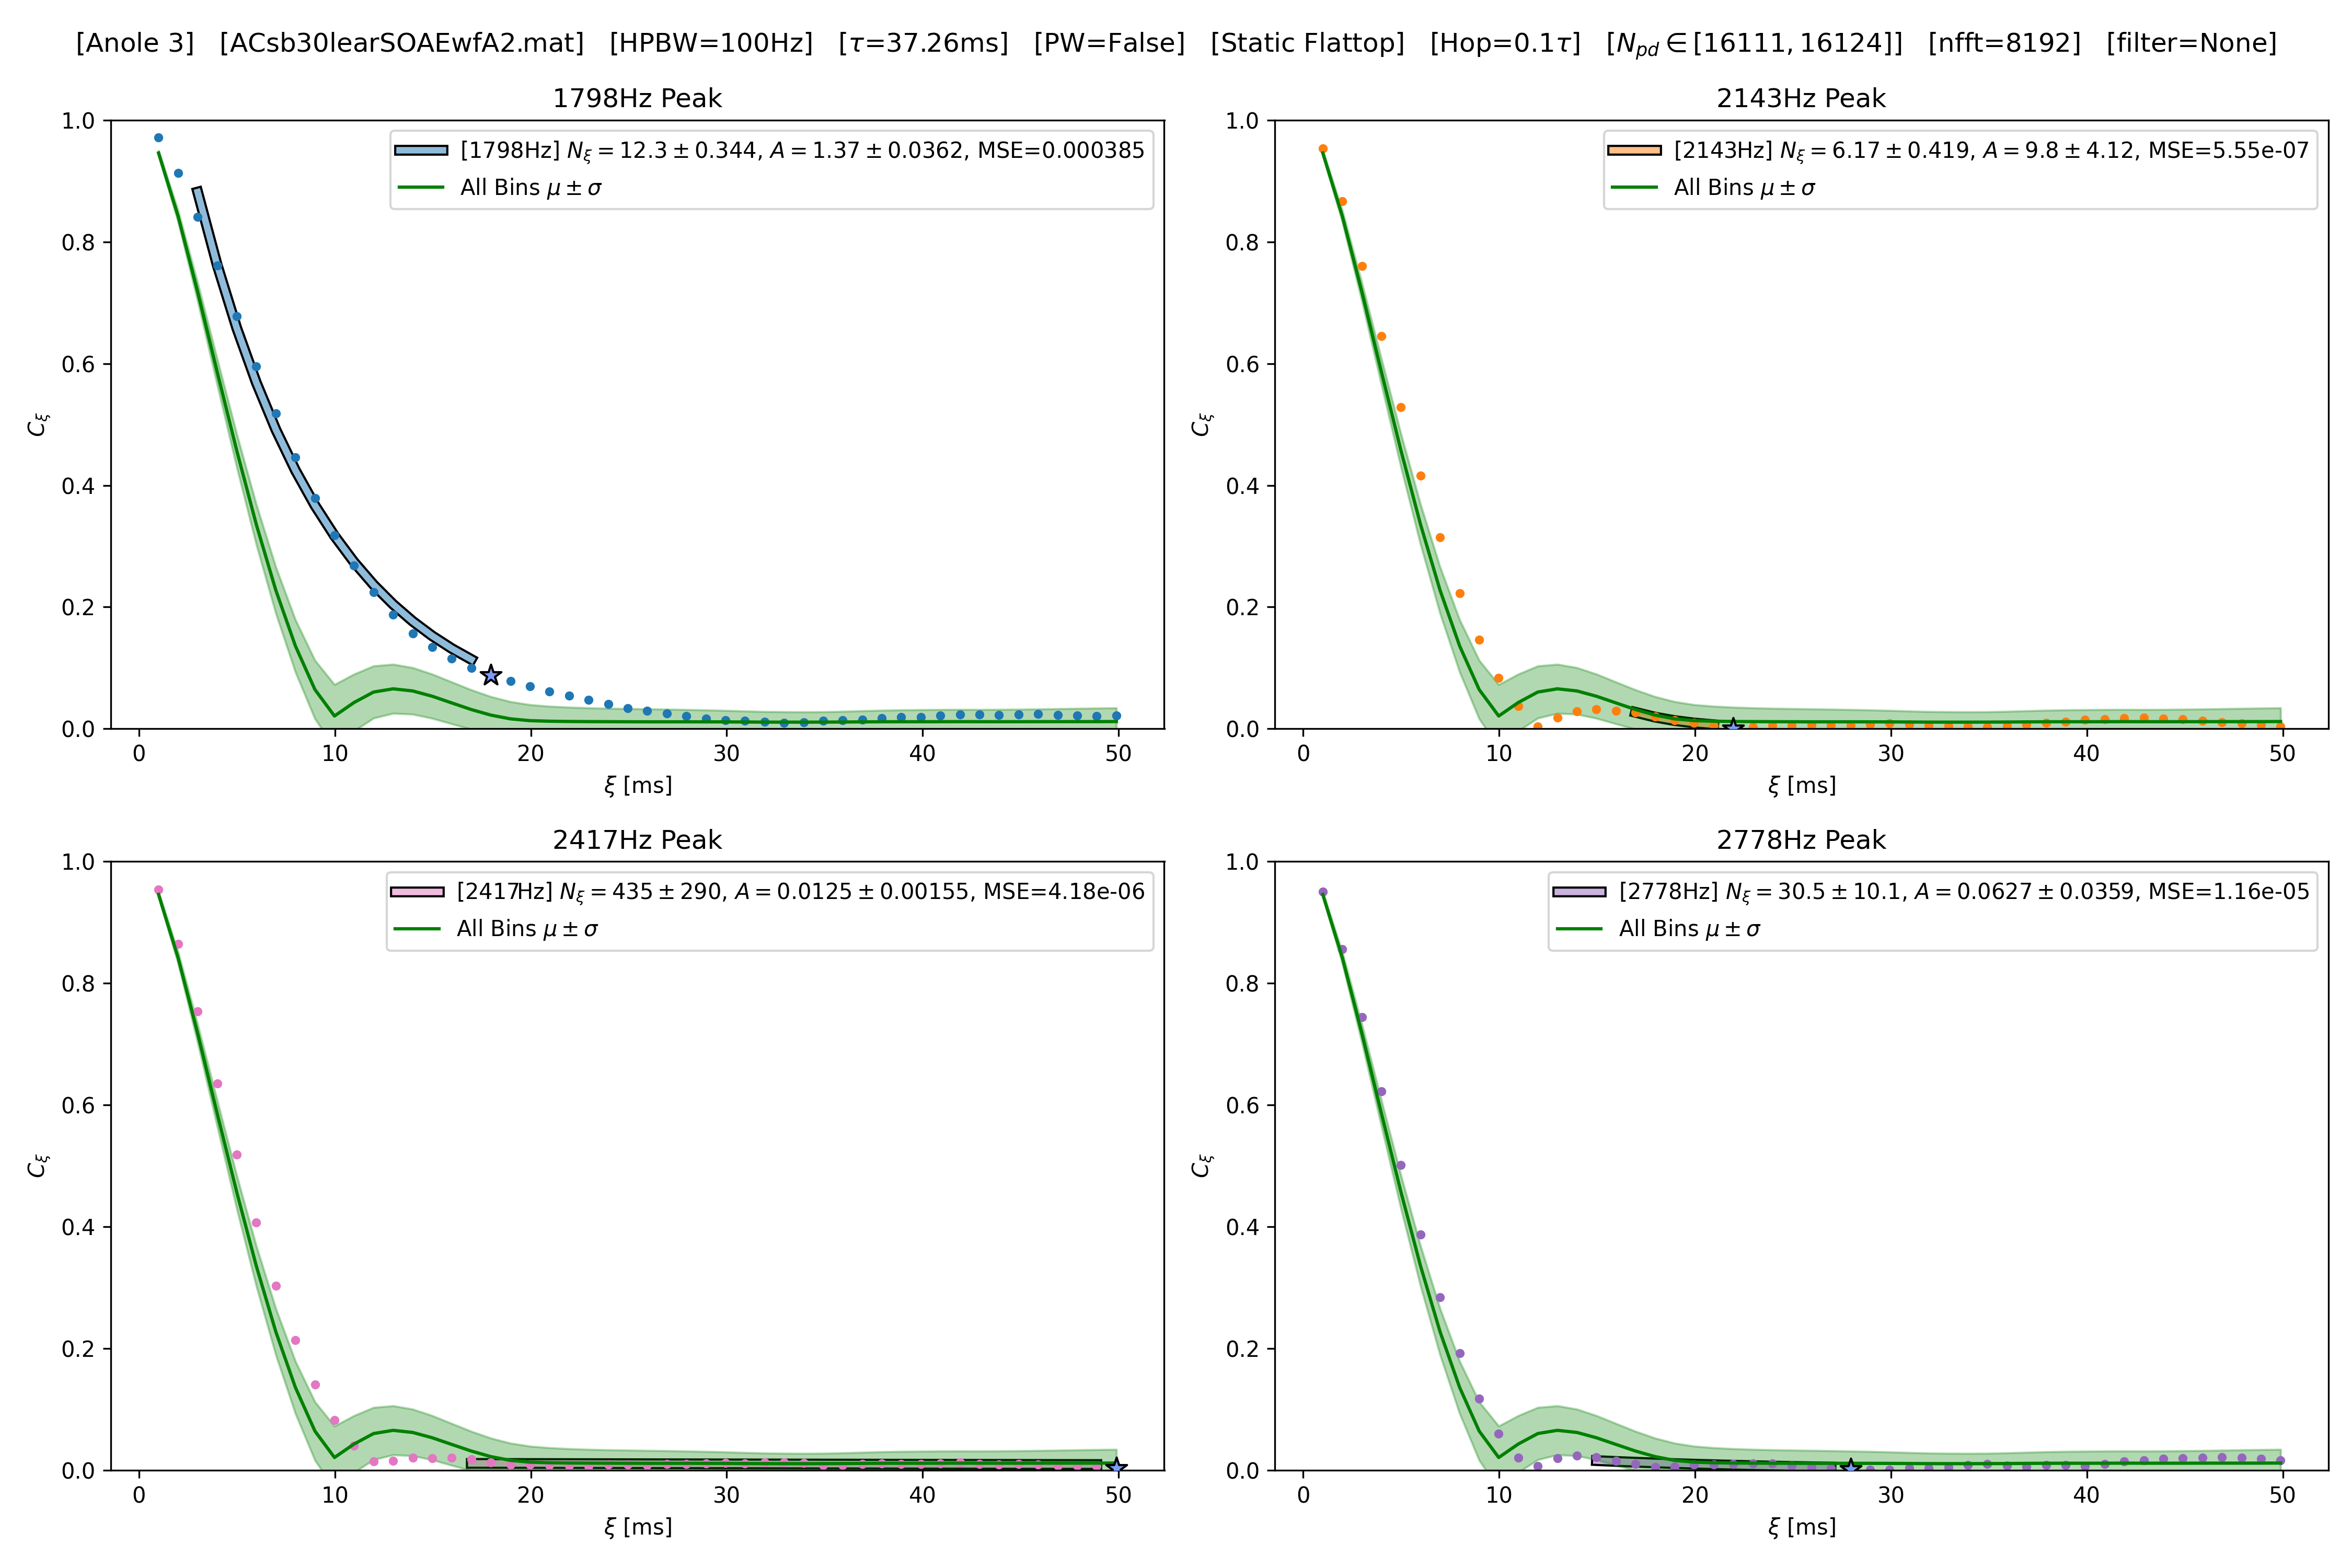 [Anole 3] [ACsb30learSOAEwfA2.mat] [HPBW=100Hz] [τ=37.26ms] [PW=False] [Static Flattop] [Hop=0.1τ] [N_{pd} ∈ [16111, 16124]] [nfft=8192] [filter=None]
1798Hz Peak
[1798Hz] N_ξ = 12.3 ± 0.344, A = 1.37 ± 0.0362, MSE=0.000385
All Bins μ ± σ
1.0
0.8
0.6
0.4
0.2
0.0
C_ξ
0 10 20 30 40 50
ξ [ms]
2143Hz Peak
[2143Hz] N_ξ = 6.17 ± 0.419, A = 9.8 ± 4.12, MSE=5.55e-07
All Bins μ ± σ
1.0
0.8
0.6
0.4
0.2
0.0
C_ξ
0 10 20 30 40 50
ξ [ms]
2417Hz Peak
[2417Hz] N_ξ = 435 ± 290, A = 0.0125 ± 0.00155, MSE=4.18e-06
All Bins μ ± σ
1.0
0.8
0.6
0.4
0.2
0.0
C_ξ
0 10 20 30 40 50
ξ [ms]
2778Hz Peak
[2778Hz] N_ξ = 30.5 ± 10.1, A = 0.0627 ± 0.0359, MSE=1.16e-05
All Bins μ ± σ
1.0
0.8
0.6
0.4
0.2
0.0
C_ξ
0 10 20 30 40 50
ξ [ms]